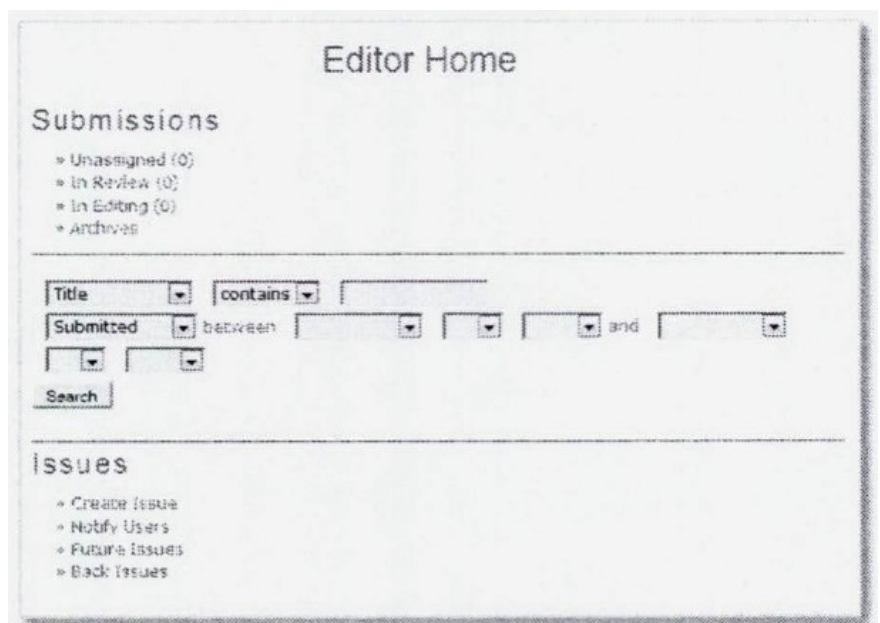 Editor Home
Submissions
» Unassigned (0)
» In Review (0)
» In Editing (0)
» Archives
Title contains
Submitted between and
Search
Issues
» Create Issue
» Notify Users
» Future Issues
» Back Issues